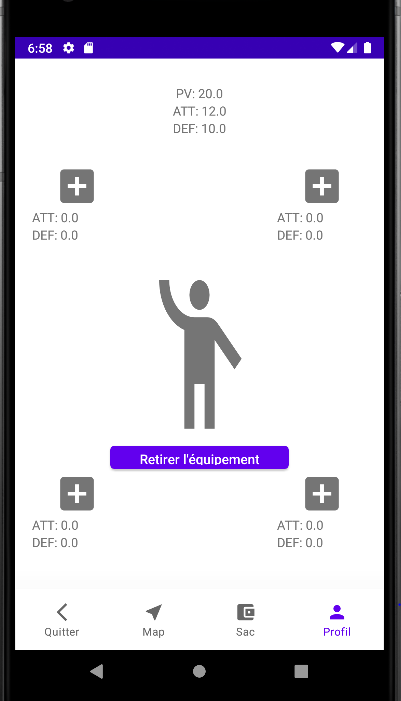 6:58
PV: 20.0
ATT: 12.0
DEF: 10.0
ATT: 0.0
DEF: 0.0
ATT: 0.0
DEF: 0.0
Retirer l'équipement
ATT: 0.0
DEF: 0.0
ATT: 0.0
DEF: 0.0
Quitter
Map
Sac
Profil